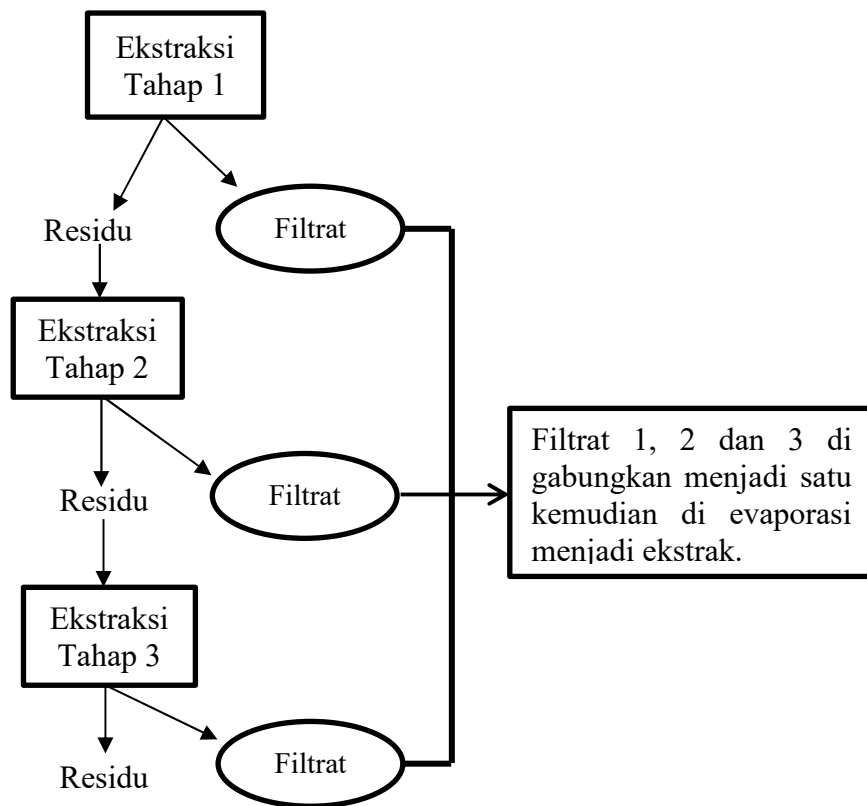 Ekstraksi
Tahap 1
Residu
Filtrat
Ekstraksi
Tahap 2
Residu
Filtrat
Filtrat 1, 2 dan 3 di
gabungkan menjadi satu
kemudian di evaporasi
menjadi ekstrak.
Ekstraksi
Tahap 3
Residu
Filtrat